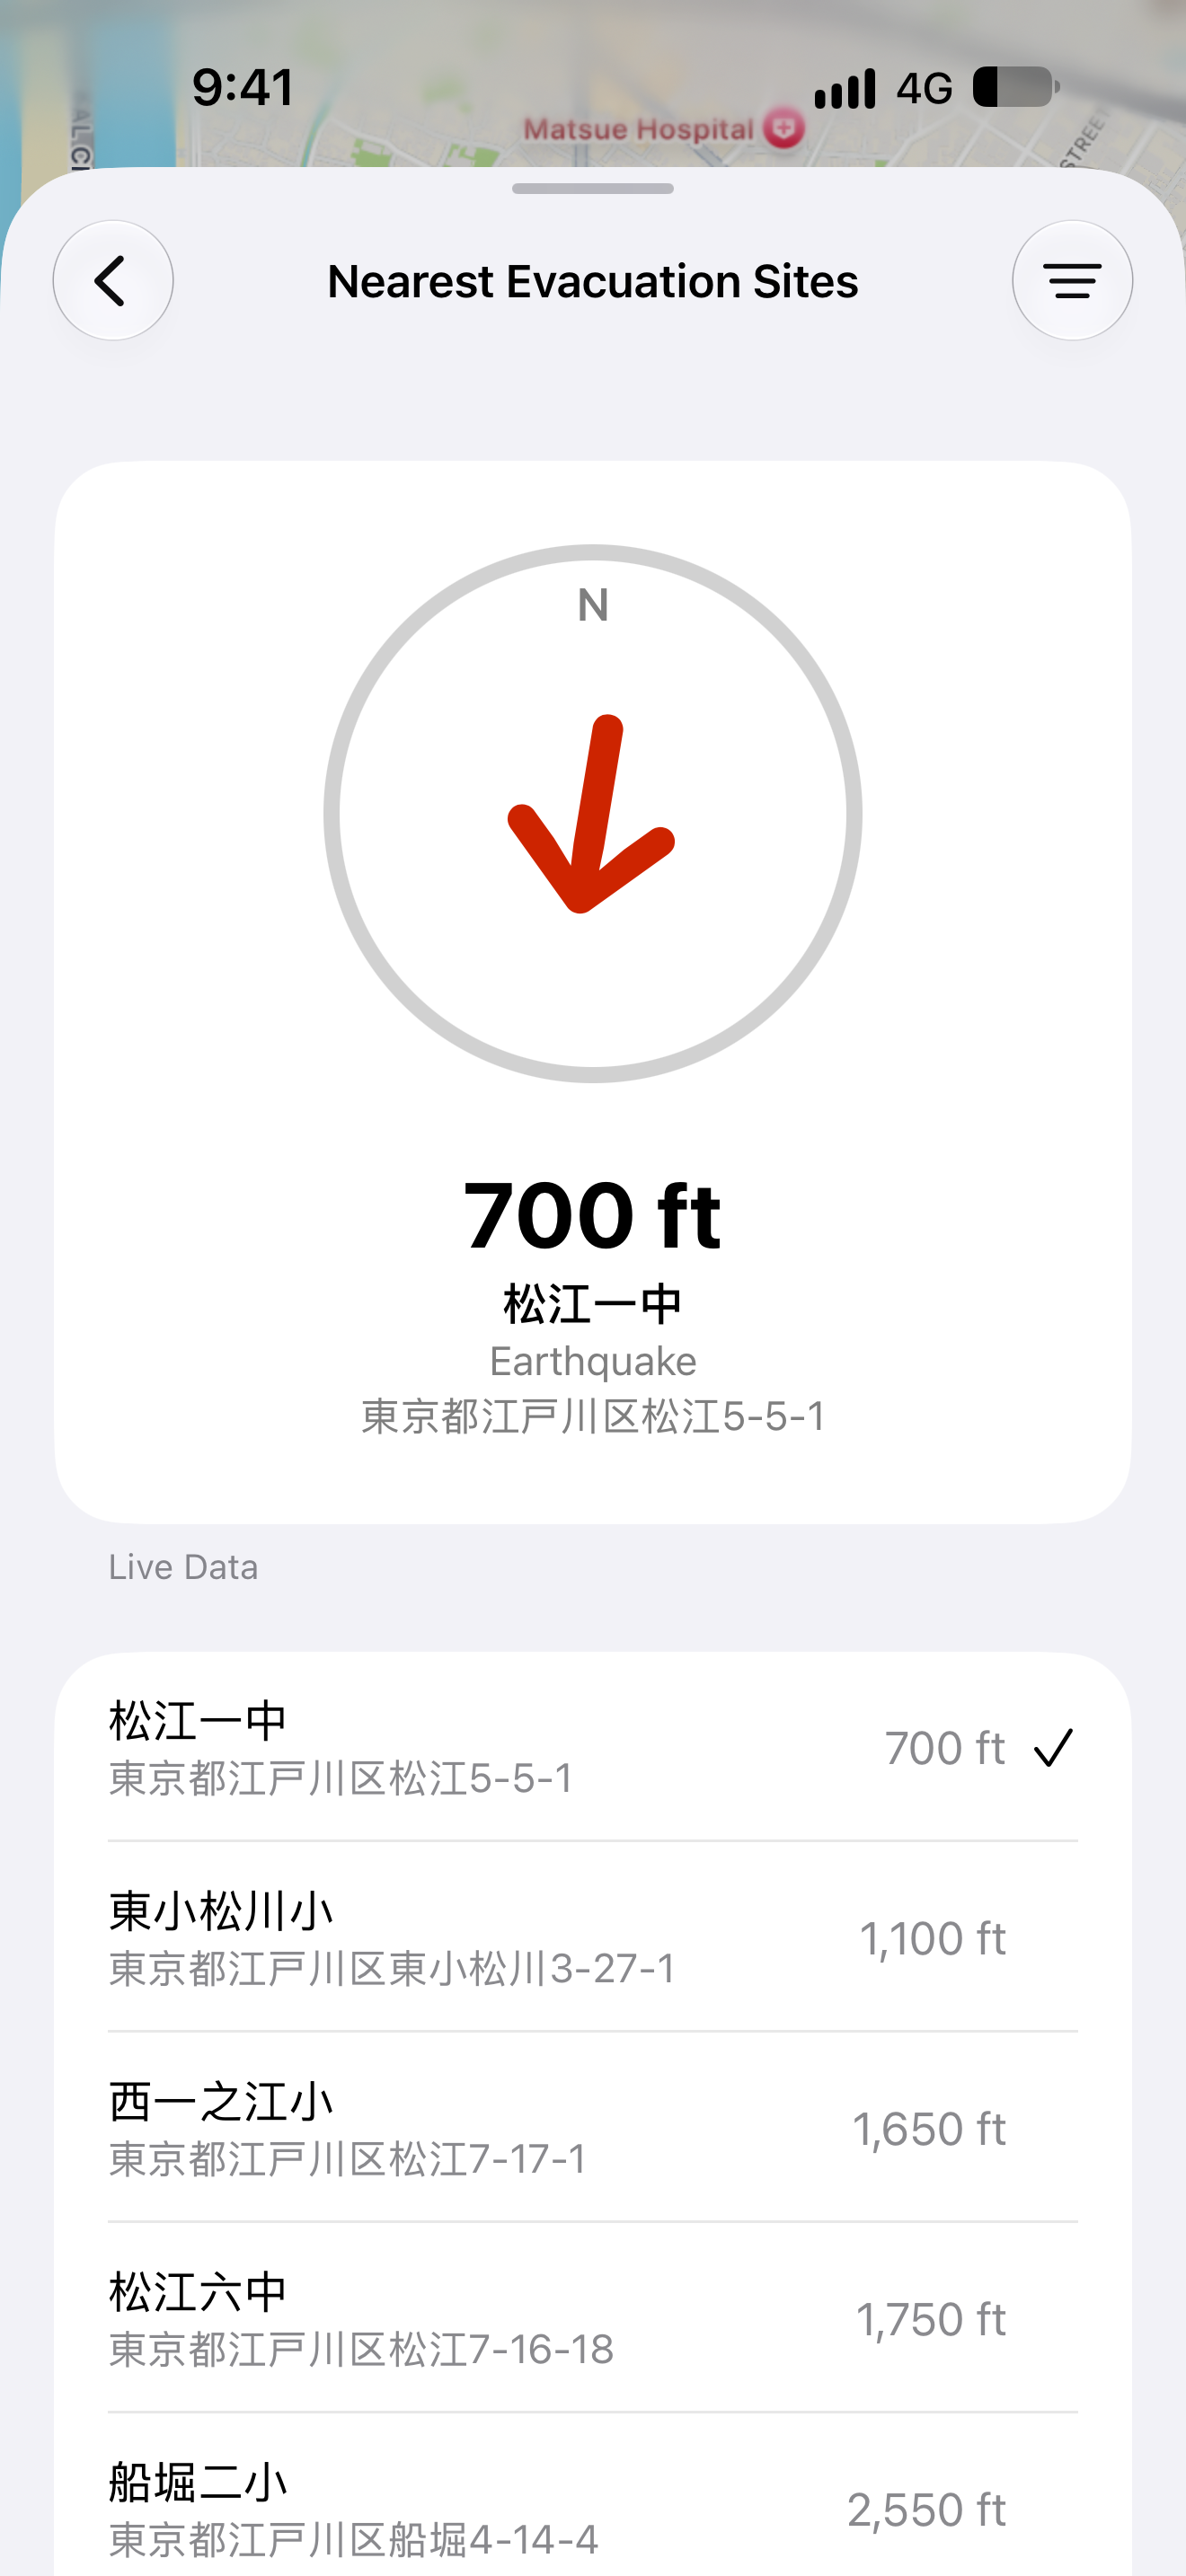 9:41
4G
Matsue Hospital
STREET
Nearest Evacuation Sites
N
700 ft
松江一中
Earthquake
東京都江戸川区松江5-5-1
Live Data
松江一中
700 ft
東京都江戸川区松江5-5-1
東小松川小
1,100 ft
東京都江戸川区東小松川3-27-1
西一之江小
1,650 ft
東京都江戸川区松江7-17-1
松江六中
1,750 ft
東京都江戸川区松江7-16-18
船堀二小
2,550 ft
東京都江戸川区船堀4-14-4